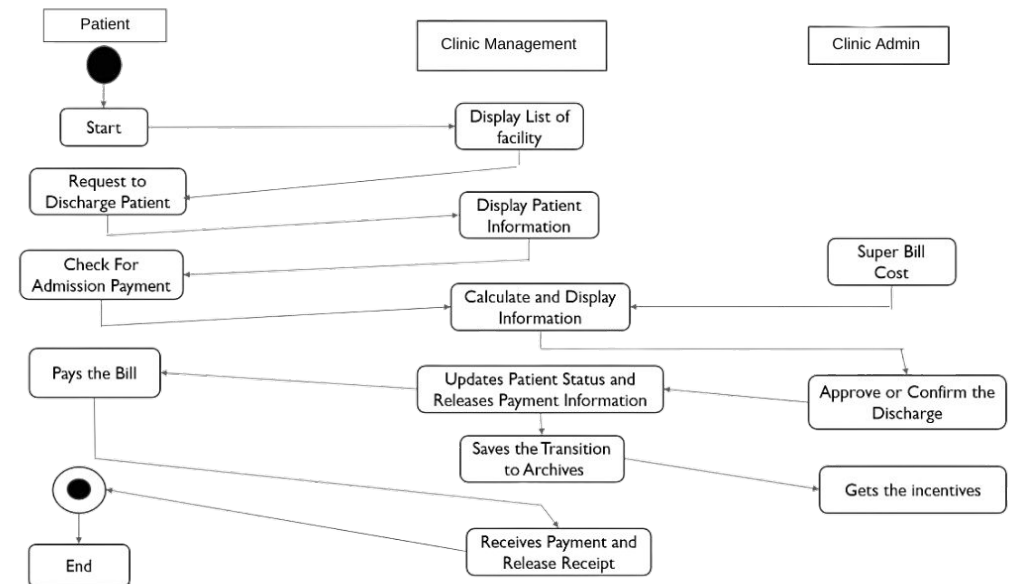 Patient
Clinic Management
Clinic Admin
Start
Display List of
facility
Request to
Discharge Patient
Display Patient
Information
Check For
Admission Payment
Super Bill
Cost
Calculate and Display
Information
Pays the Bill
Updates Patient Status and
Releases Payment Information
Approve or Confirm the
Discharge
Saves the Transition
to Archives
Gets the incentives
Receives Payment and
Release Receipt
End